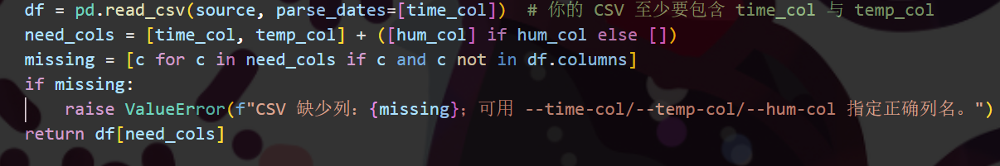 df = pd.read_csv(source, parse_dates=[time_col])  # 你的 CSV 至少要包含 time_col 与 temp_col
need_cols = [time_col, temp_col] + ([hum_col] if hum_col else [])
missing = [c for c in need_cols if c and c not in df.columns]
if missing:
    raise ValueError(f"CSV 缺少列：{missing}；可用 --time-col/--temp-col/--hum-col 指定正确列名。")
return df[need_cols]